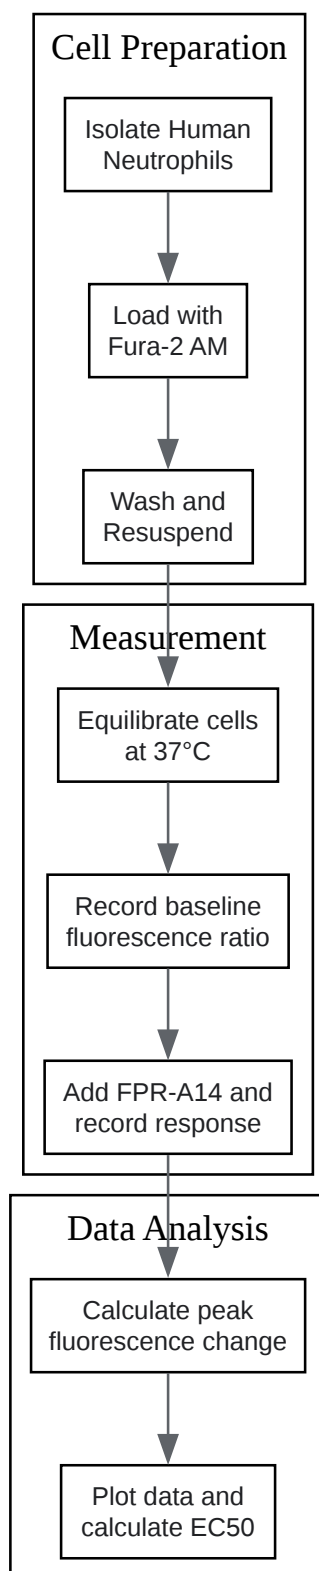 Cell Preparation
Isolate Human
Neutrophils
Load with
Fura-2 AM
Wash and
Resuspend
Measurement
Equilibrate cells
at 37°C
Record baseline
fluorescence ratio
Add FPR-A14 and
record response
Data Analysis
Calculate peak
fluorescence change
Plot data and
calculate EC50